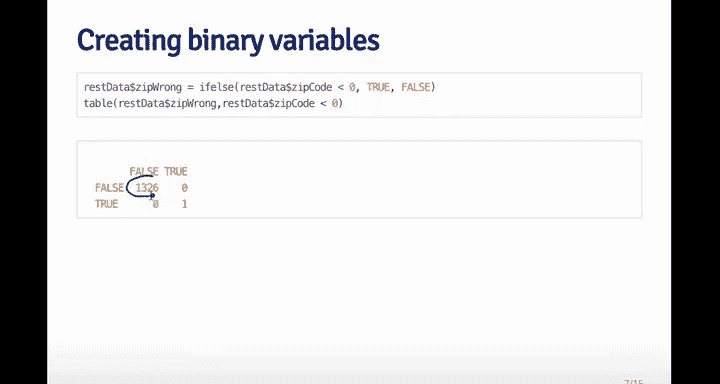 Creating binary variables
restData$zipWrong = ifelse(restData$zipCode < 0, TRUE, FALSE)
table(restData$zipWrong,restData$zipCode < 0)
FALSE TRUE
FALSE 1326 0
TRUE 0 1